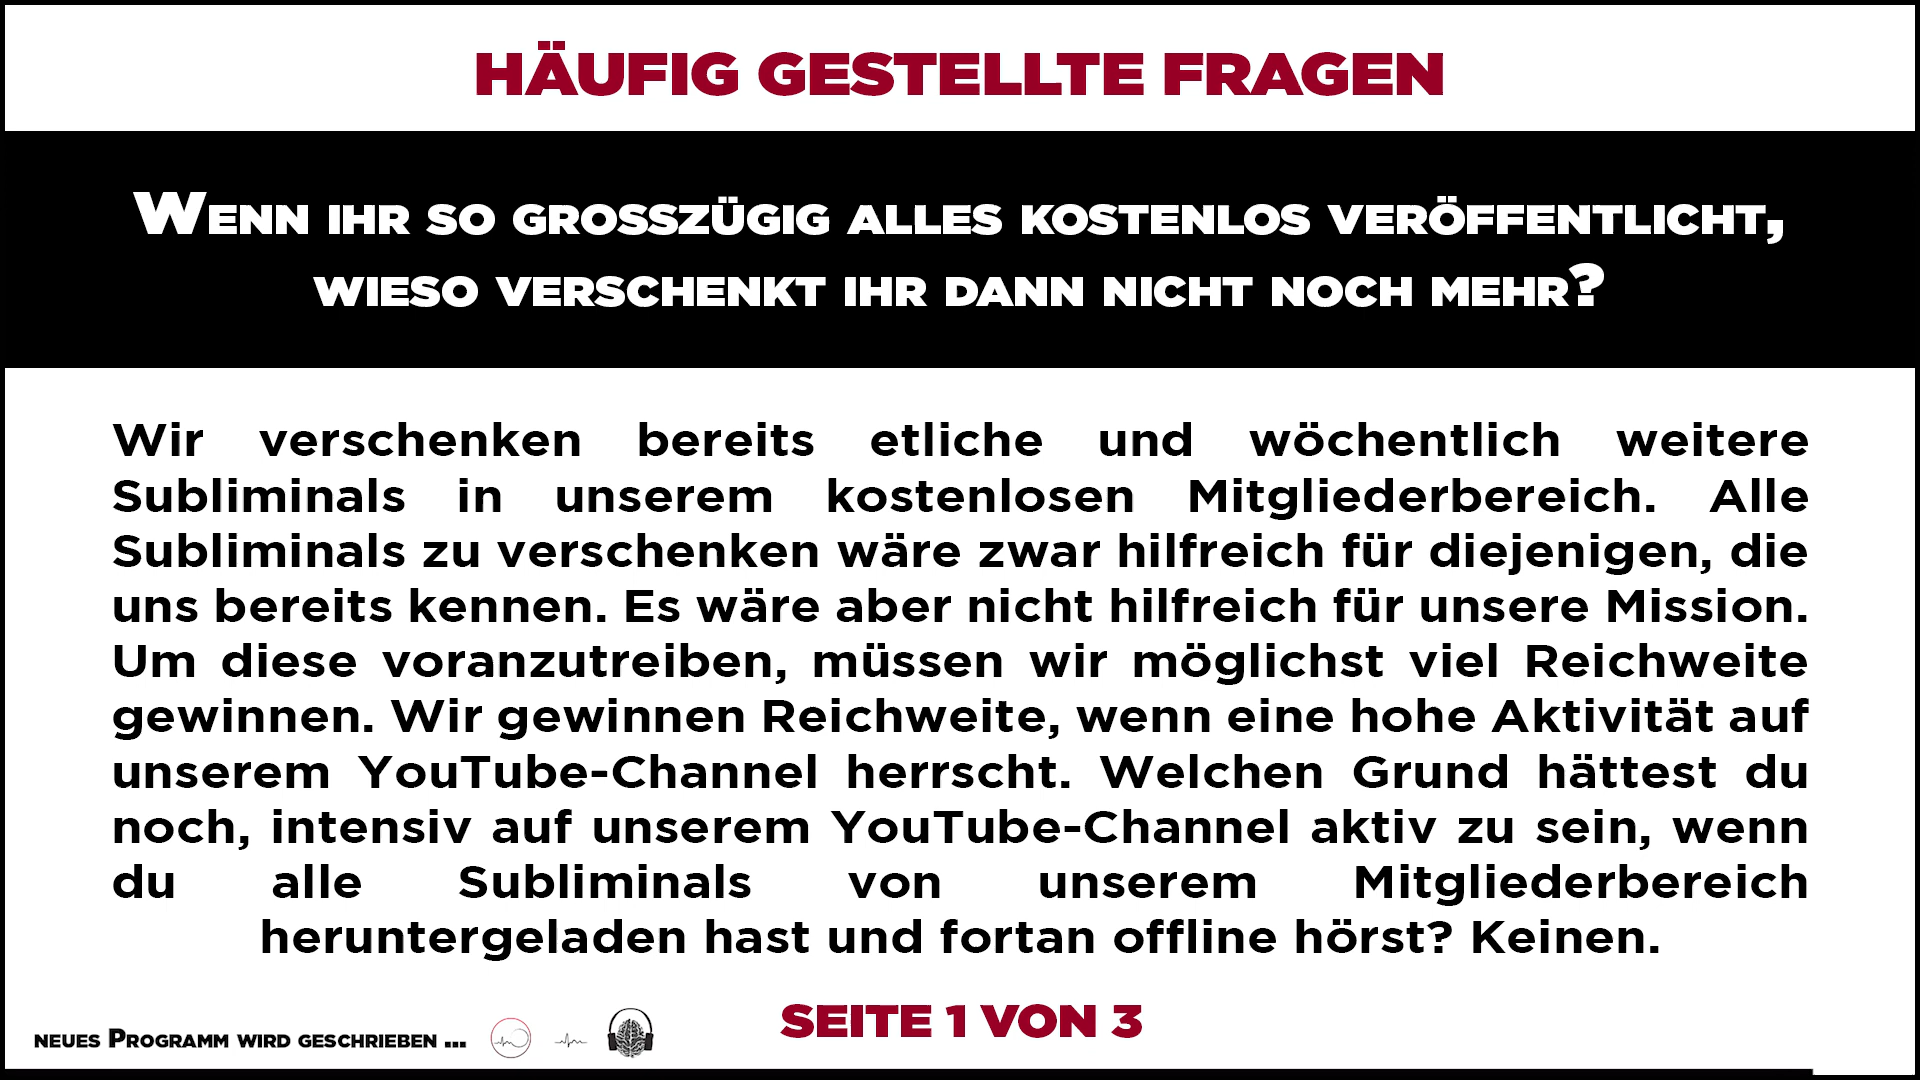 HÄUFIG GESTELLTE FRAGEN
WENN IHR SO GROSSZÜGIG ALLES KOSTENLOS VERÖFFENTLICHT,
WIESO VERSCHENKT IHR DANN NICHT NOCH MEHR?
Wir verschenken bereits etliche und wöchentlich weitere
Subliminals in unserem kostenlosen Mitgliederbereich. Alle
Subliminals zu verschenken wäre zwar hilfreich für diejenigen, die
uns bereits kennen. Es wäre aber nicht hilfreich für unsere Mission.
Um diese voranzutreiben, müssen wir möglichst viel Reichweite
gewinnen. Wir gewinnen Reichweite, wenn eine hohe Aktivität auf
unserem YouTube-Channel herrscht. Welchen Grund hättest du
noch, intensiv auf unserem YouTube-Channel aktiv zu sein, wenn
du alle Subliminals von unserem Mitgliederbereich
heruntergeladen hast und fortan offline hörst? Keinen.
SEITE 1 VON 3
NEUES PROGRAMM WIRD GESCHRIEBEN ...